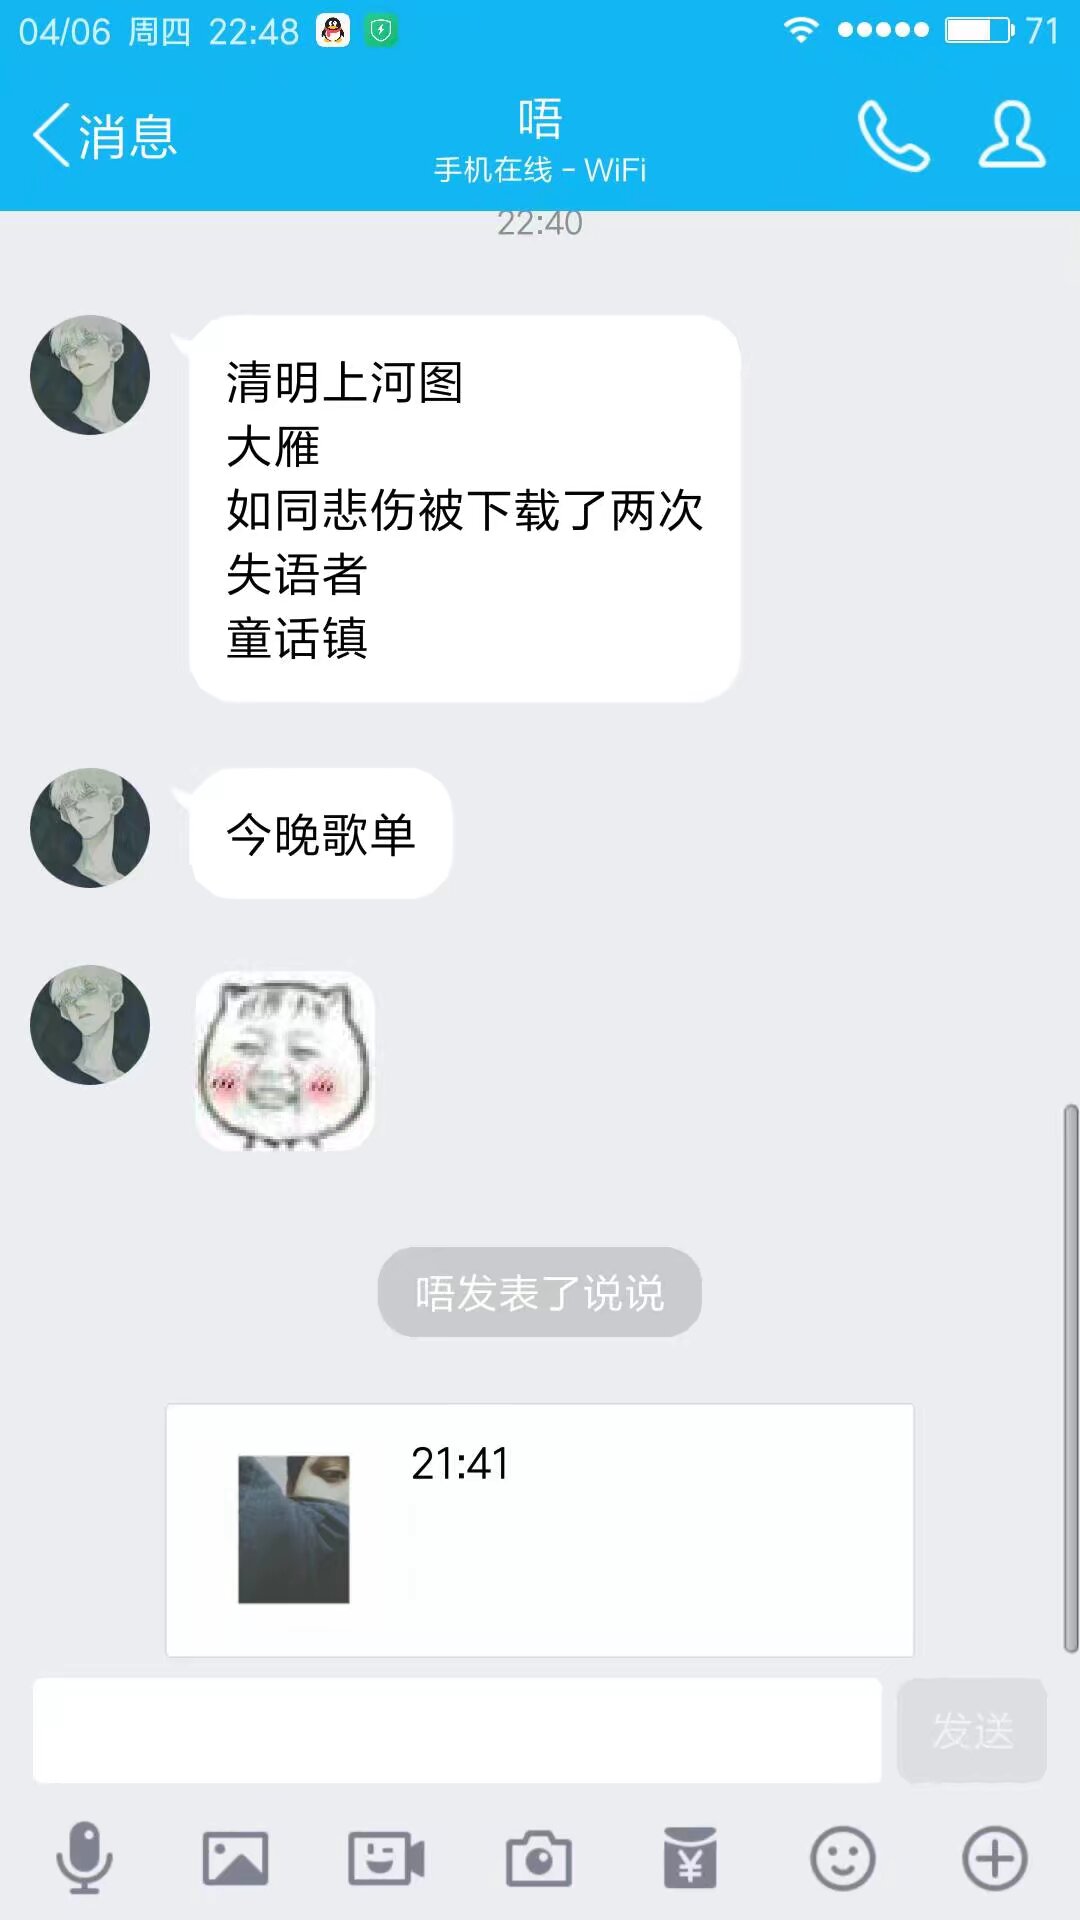 04/06 周四 22:48
71
消息
唔
手机在线 - WiFi
22:40
清明上河图
大雁
如同悲伤被下载了两次
失语者
童话镇
今晚歌单
唔发表了说说
21:41
发送
¥